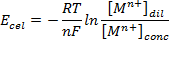 E_cel = − RT/nF ln [M^n+]_dil / [M^n+]_conc